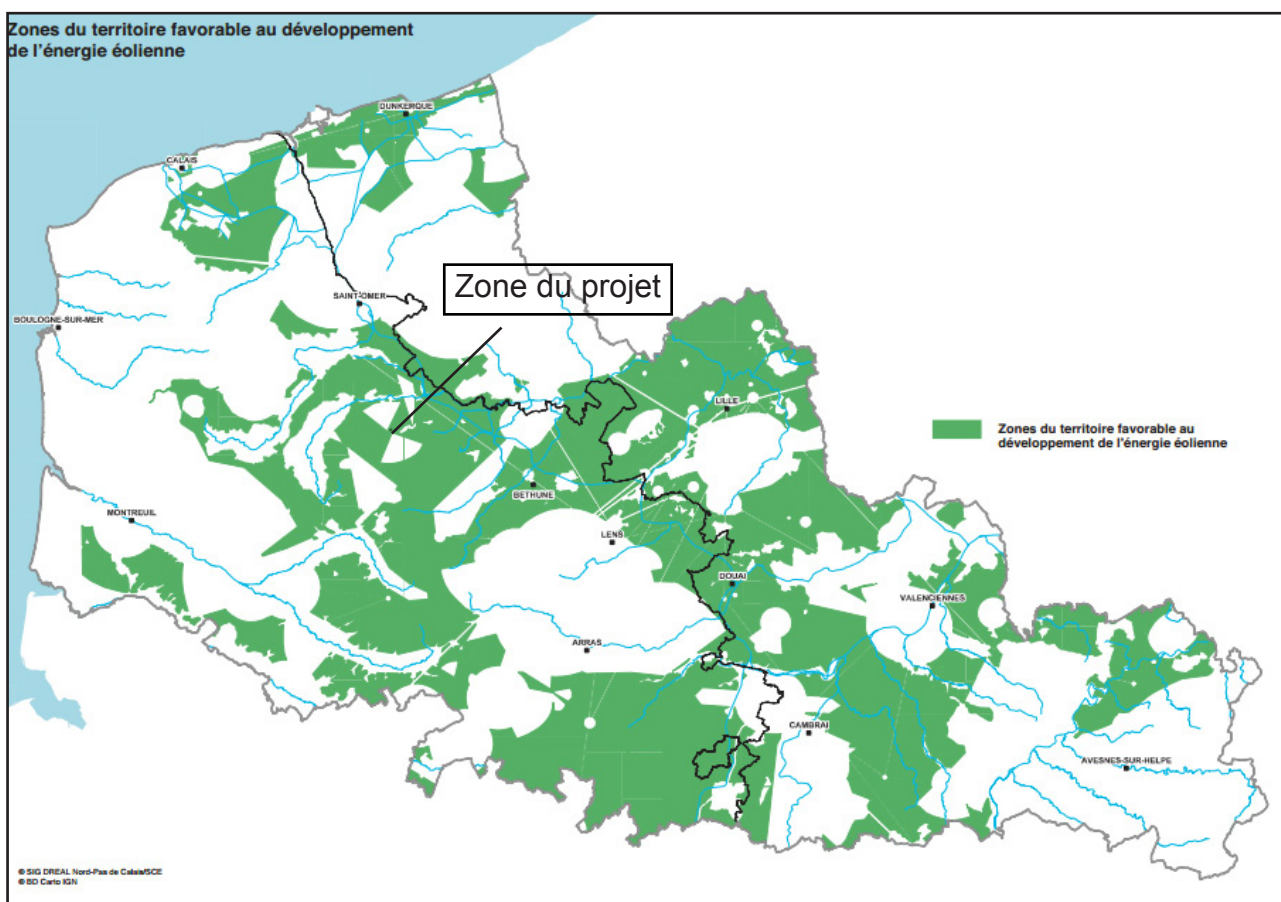 Zones du territoire favorable au développement
de l'énergie éolienne
DUNKERQUE
CALAIS
Zone du projet
SAINT-OMER
BOULOGNE-SUR-MER
LILLE
Zones du territoire favorable au
développement de l'énergie éolienne
BETHUNE
MONTREUIL
LENS
DOUAI
VALENCIENNES
ARRAS
CAMBRAI
AVESNES-SUR-HELPE
© SIG DREAL Nord-Pas de Calais/SCE
© BD Carto IGN